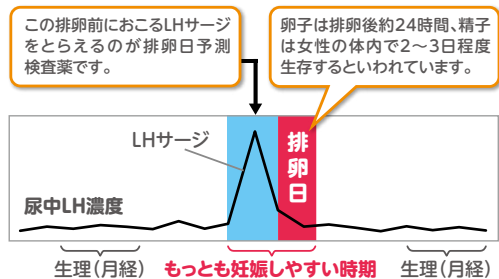 この排卵前におこるLHサージ
をとらえるのが排卵日予測
検査薬です。
卵子は排卵後約24時間、精子
は女性の体内で2〜3日程度
生存するといわれています。
LHサージ
排卵日
尿中LH濃度
生理(月経)
もっとも妊娠しやすい時期
生理(月経)